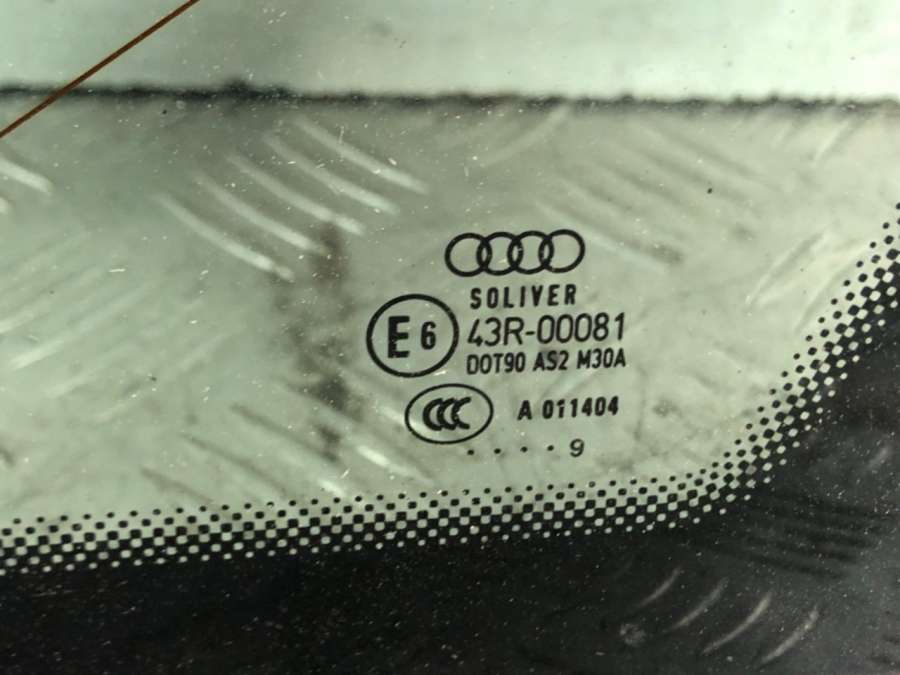 SOLIVER
E6
43R-00081
DOT90 AS2 M30A
CCC
A 011404
. . . . 9